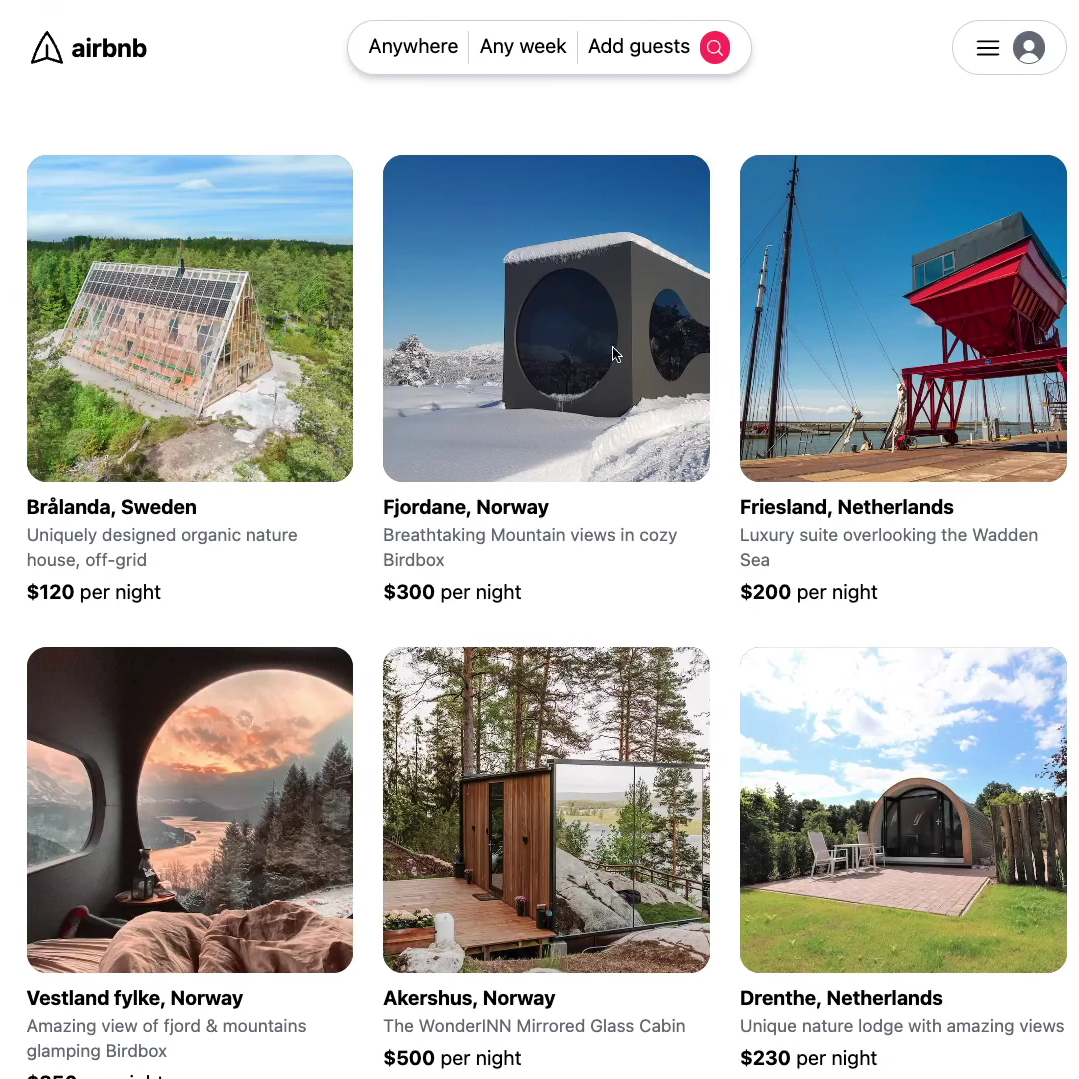 airbnb
Anywhere Any week Add guests
Brålanda, Sweden
Uniquely designed organic nature
house, off-grid
$120 per night
Fjordane, Norway
Breathtaking Mountain views in cozy
Birdbox
$300 per night
Friesland, Netherlands
Luxury suite overlooking the Wadden
Sea
$200 per night
Vestland fylke, Norway
Amazing view of fjord & mountains
glamping Birdbox
Akershus, Norway
The WonderINN Mirrored Glass Cabin
$500 per night
Drenthe, Netherlands
Unique nature lodge with amazing views
$230 per night